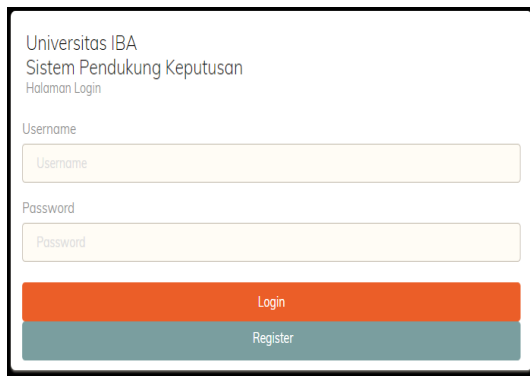 Universitas IBA
Sistem Pendukung Keputusan
Halaman Login
Username
Username
Password
Password
Login
Register